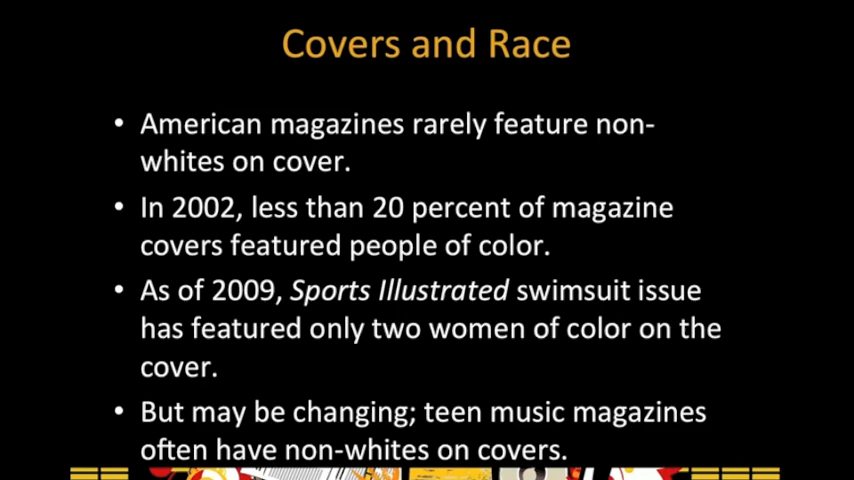 Covers and Race
• American magazines rarely feature non-
whites on cover.
• In 2002, less than 20 percent of magazine
covers featured people of color.
• As of 2009, Sports Illustrated swimsuit issue
has featured only two women of color on the
cover.
• But may be changing; teen music magazines
often have non-whites on covers.